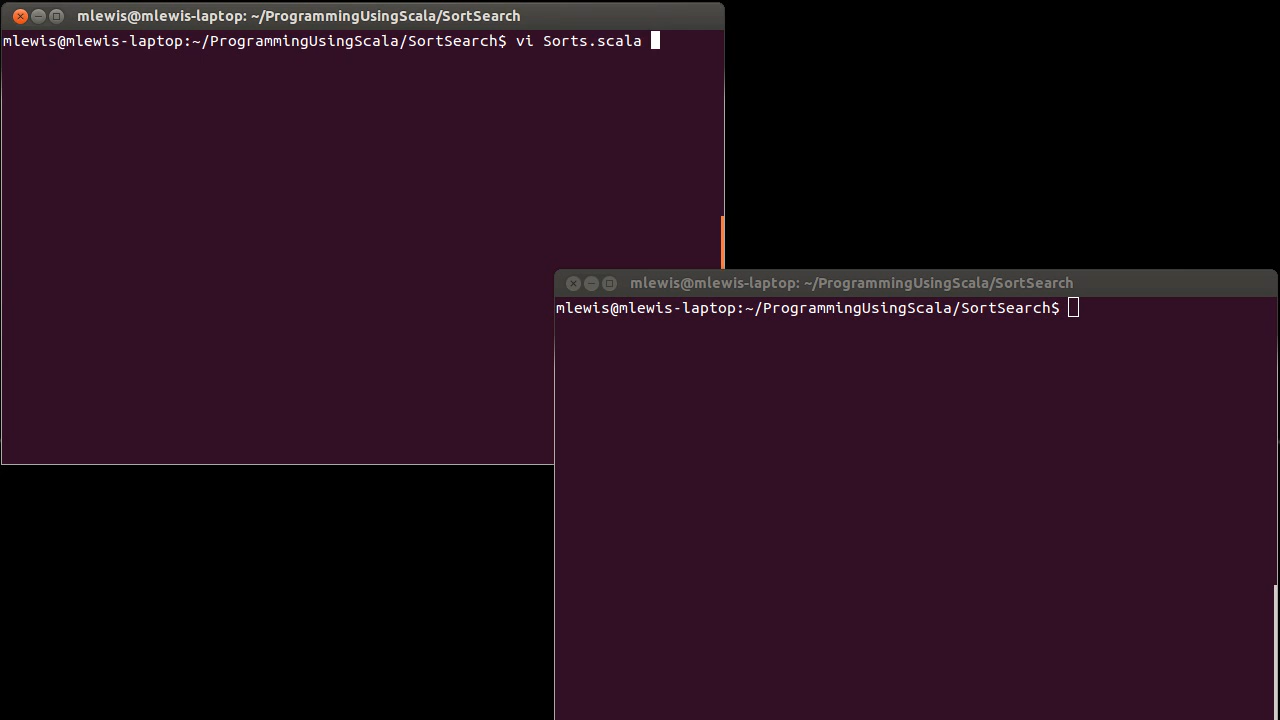 mlewis@mlewis-laptop: ~/ProgrammingUsingScala/SortSearch
mlewis@mlewis-laptop:~/ProgrammingUsingScala/SortSearch$ vi Sorts.scala
mlewis@mlewis-laptop: ~/ProgrammingUsingScala/SortSearch
mlewis@mlewis-laptop:~/ProgrammingUsingScala/SortSearch$